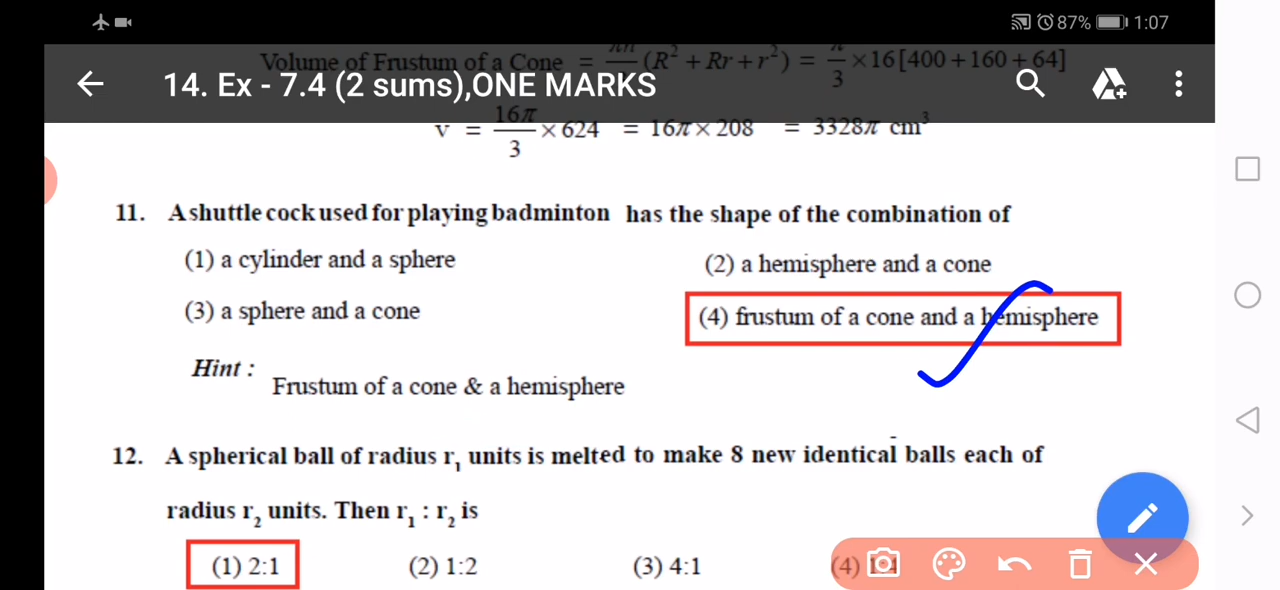 87% 1:07
Volume of Frustum of a Cone = πh/3 (R² + Rr + r²) = π/3 ×16[400+160+64]
14. Ex - 7.4 (2 sums),ONE MARKS
v = 16π/3 × 624 = 16π × 208 = 3328π cm³
11. A shuttle cock used for playing badminton has the shape of the combination of
(1) a cylinder and a sphere (2) a hemisphere and a cone
(3) a sphere and a cone (4) frustum of a cone and a hemisphere
Hint :
Frustum of a cone & a hemisphere
12. A spherical ball of radius r₁ units is melted to make 8 new identical balls each of
radius r₂ units. Then r₁ : r₂ is
(1) 2:1 (2) 1:2 (3) 4:1 (4) 1:4